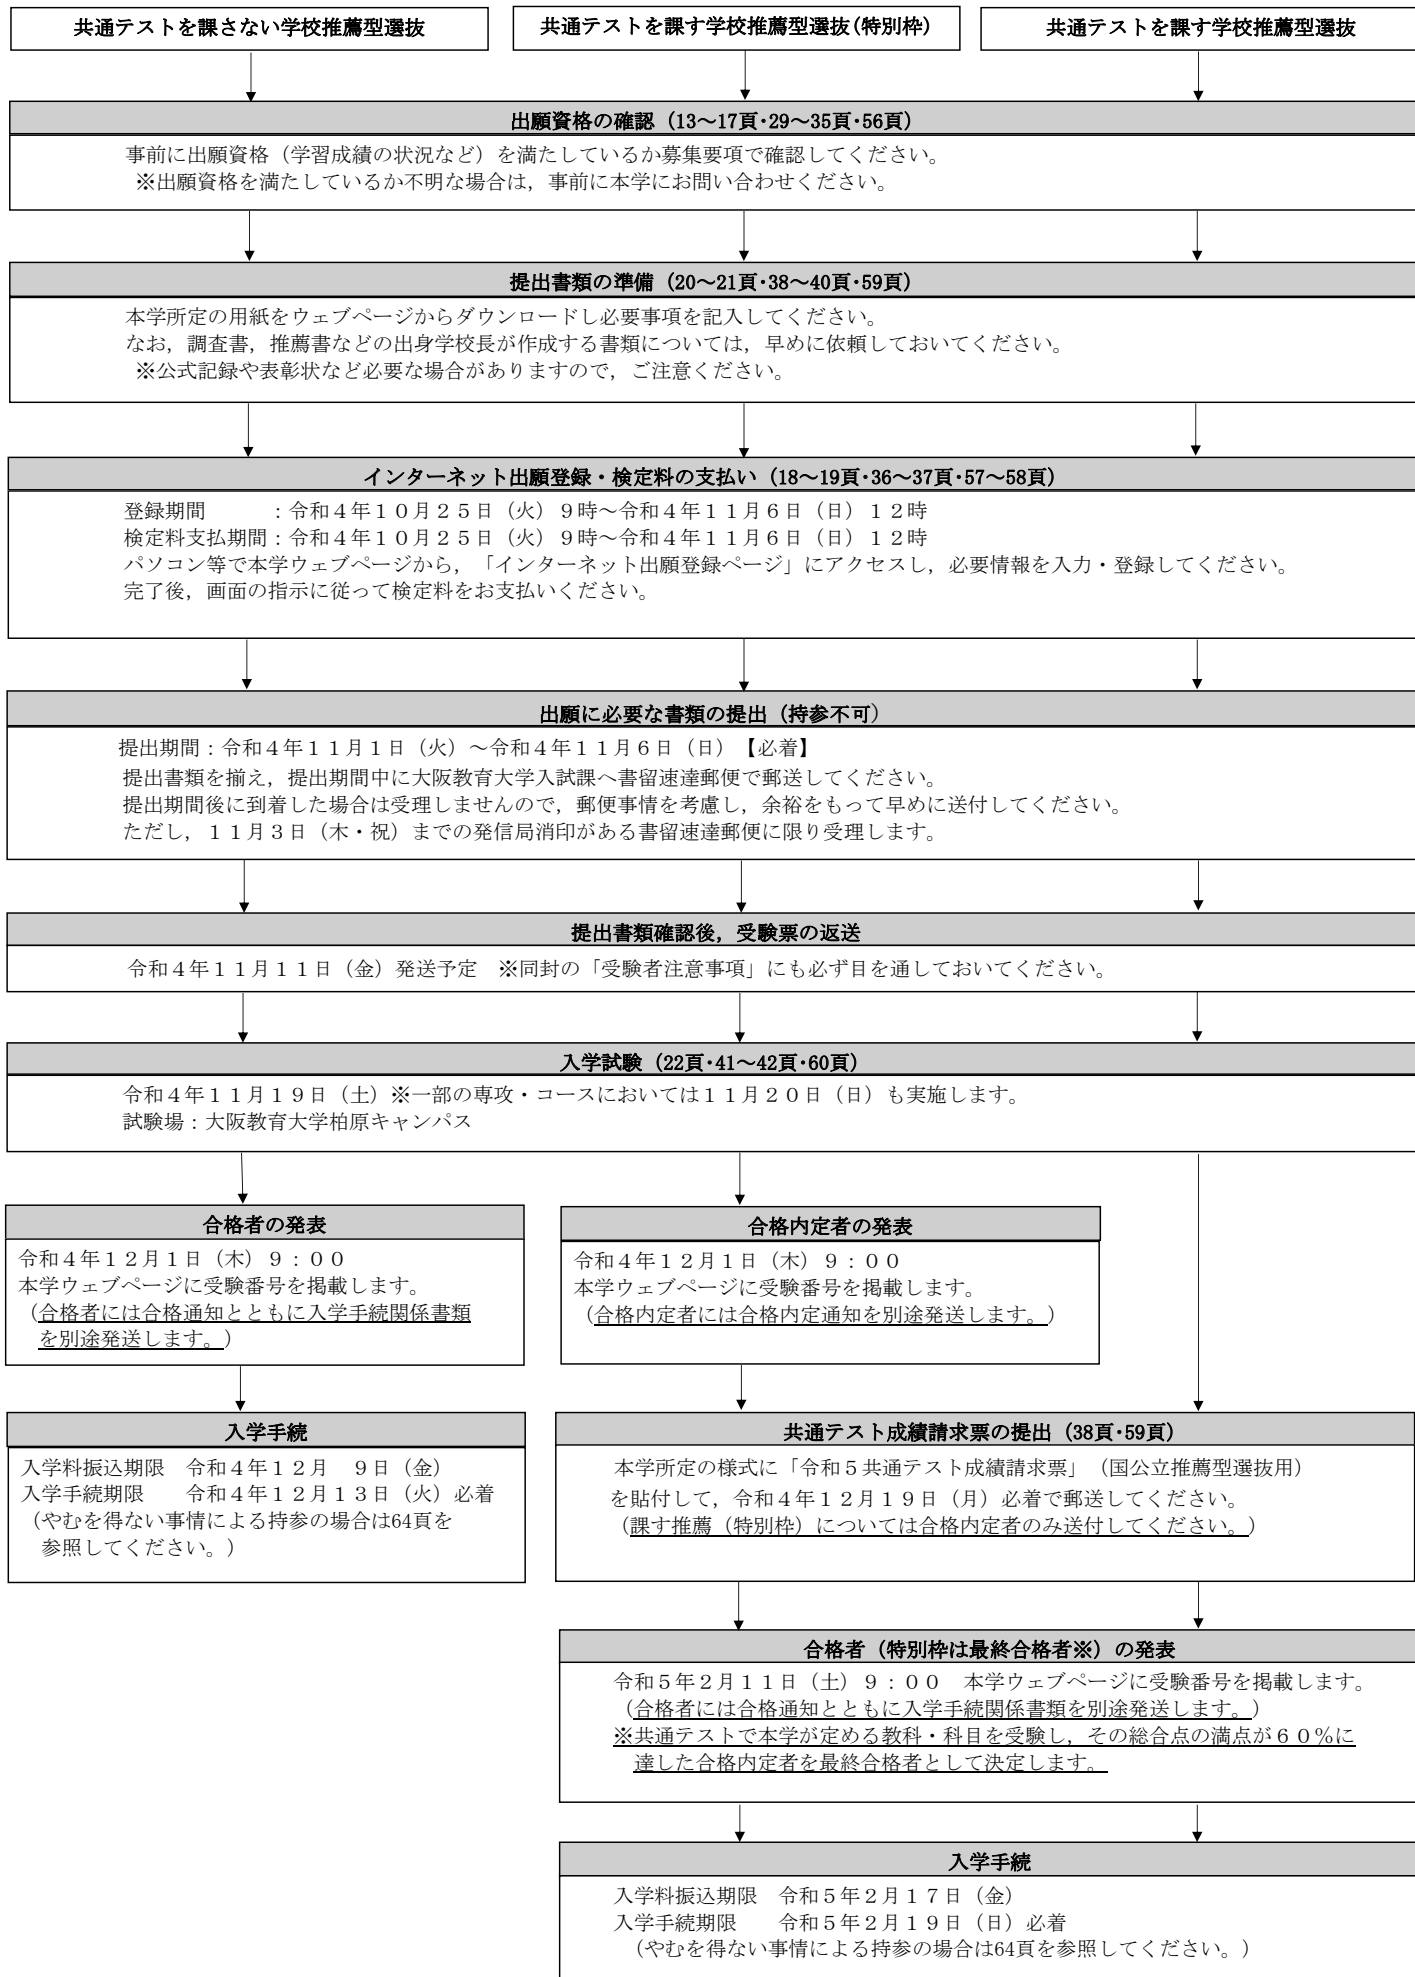 共通テストを課さない学校推薦型選抜
共通テストを課す学校推薦型選抜(特別枠)
共通テストを課す学校推薦型選抜
出願資格の確認（13～17頁・29～35頁・56頁）
事前に出願資格（学習成績の状況など）を満たしているか募集要項で確認してください。
※出願資格を満たしているか不明な場合は，事前に本学にお問い合わせください。
提出書類の準備（20～21頁・38～40頁・59頁）
本学所定の用紙をウェブページからダウンロードし必要事項を記入してください。
なお，調査書，推薦書などの出身学校長が作成する書類については，早めに依頼しておいてください。
※公式記録や表彰状など必要な場合がありますので，ご注意ください。
インターネット出願登録・検定料の支払い（18～19頁・36～37頁・57～58頁）
登録期間　　　　：令和４年１０月２５日（火）９時～令和４年１１月６日（日）１２時
検定料支払期間：令和４年１０月２５日（火）９時～令和４年１１月６日（日）１２時
パソコン等で本学ウェブページから，「インターネット出願登録ページ」にアクセスし，必要情報を入力・登録してください。
完了後，画面の指示に従って検定料をお支払いください。
出願に必要な書類の提出（持参不可）
提出期間：令和４年１１月１日（火）～令和４年１１月６日（日）【必着】
提出書類を揃え，提出期間中に大阪教育大学入試課へ書留速達郵便で郵送してください。
提出期間後に到着した場合は受理しませんので，郵便事情を考慮し，余裕をもって早めに送付してください。
ただし，１１月３日（木・祝）までの発信局消印がある書留速達郵便に限り受理します。
提出書類確認後，受験票の返送
令和４年１１月１１日（金）発送予定　※同封の「受験者注意事項」にも必ず目を通しておいてください。
入学試験（22頁・41～42頁・60頁）
令和４年１１月１９日（土）※一部の専攻・コースにおいては１１月２０日（日）も実施します。
試験場：大阪教育大学柏原キャンパス
合格者の発表
令和４年１２月１日（木）９：００
本学ウェブページに受験番号を掲載します。
（合格者には合格通知とともに入学手続関係書類
を別途発送します。）
合格内定者の発表
令和４年１２月１日（木）９：００
本学ウェブページに受験番号を掲載します。
（合格内定者には合格内定通知を別途発送します。）
入学手続
入学料振込期限　令和４年１２月　９日（金）
入学手続期限　　令和４年１２月１３日（火）必着
（やむを得ない事情による持参の場合は64頁を
参照してください。）
共通テスト成績請求票の提出（38頁・59頁）
本学所定の様式に「令和５共通テスト成績請求票」（国公立推薦型選抜用）
を貼付して，令和４年１２月１９日（月）必着で郵送してください。
（課す推薦（特別枠）については合格内定者のみ送付してください。）
合格者（特別枠は最終合格者※）の発表
令和５年２月１１日（土）９：００　本学ウェブページに受験番号を掲載します。
（合格者には合格通知とともに入学手続関係書類を別途発送します。）
※共通テストで本学が定める教科・科目を受験し，その総合点の満点が６０％に
達した合格内定者を最終合格者として決定します。
入学手続
入学料振込期限　令和５年２月１７日（金）
入学手続期限　　令和５年２月１９日（日）必着
（やむを得ない事情による持参の場合は64頁を参照してください。）